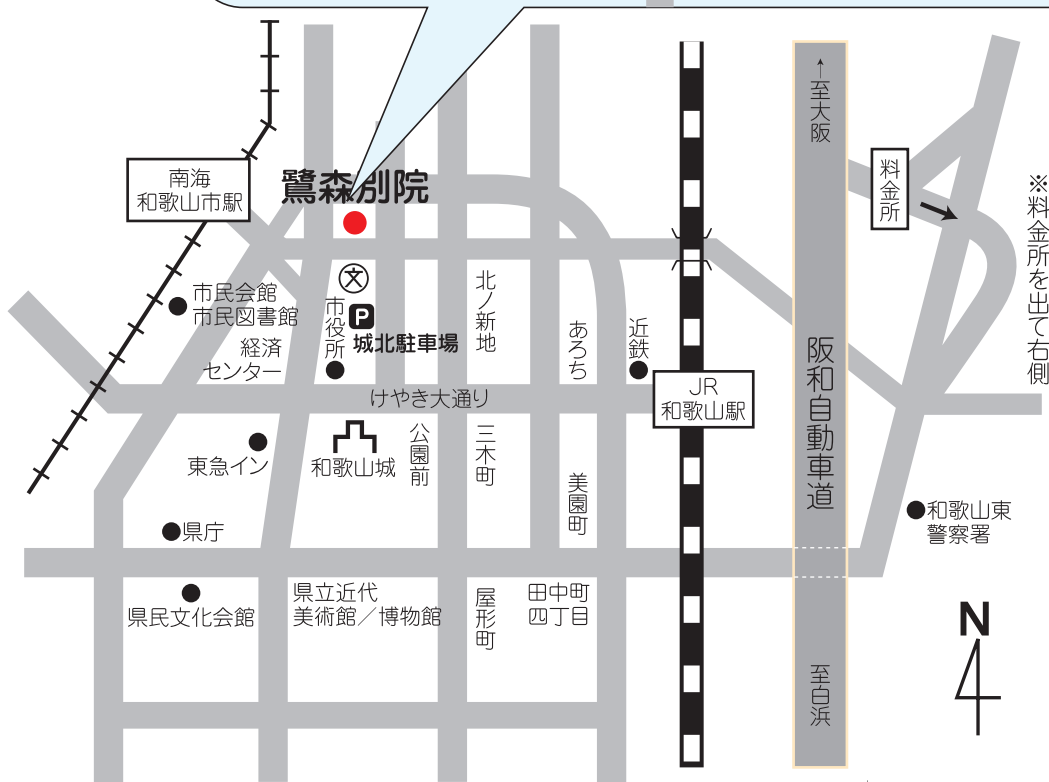 ↑至大阪
南海
和歌山市駅
鷺森別院
料金所
※料金所を出て右側
文
市民会館
市民図書館
市役所
P
城北駐車場
北ノ新地
あろち
近鉄
経済
センター
けやき大通り
JR
和歌山駅
阪和自動車道
東急イン
和歌山城
公園前
三木町
美園町
県庁
和歌山東
警察署
県民文化会館
県立近代
美術館／博物館
屋形町
田中町
四丁目
至白浜
N